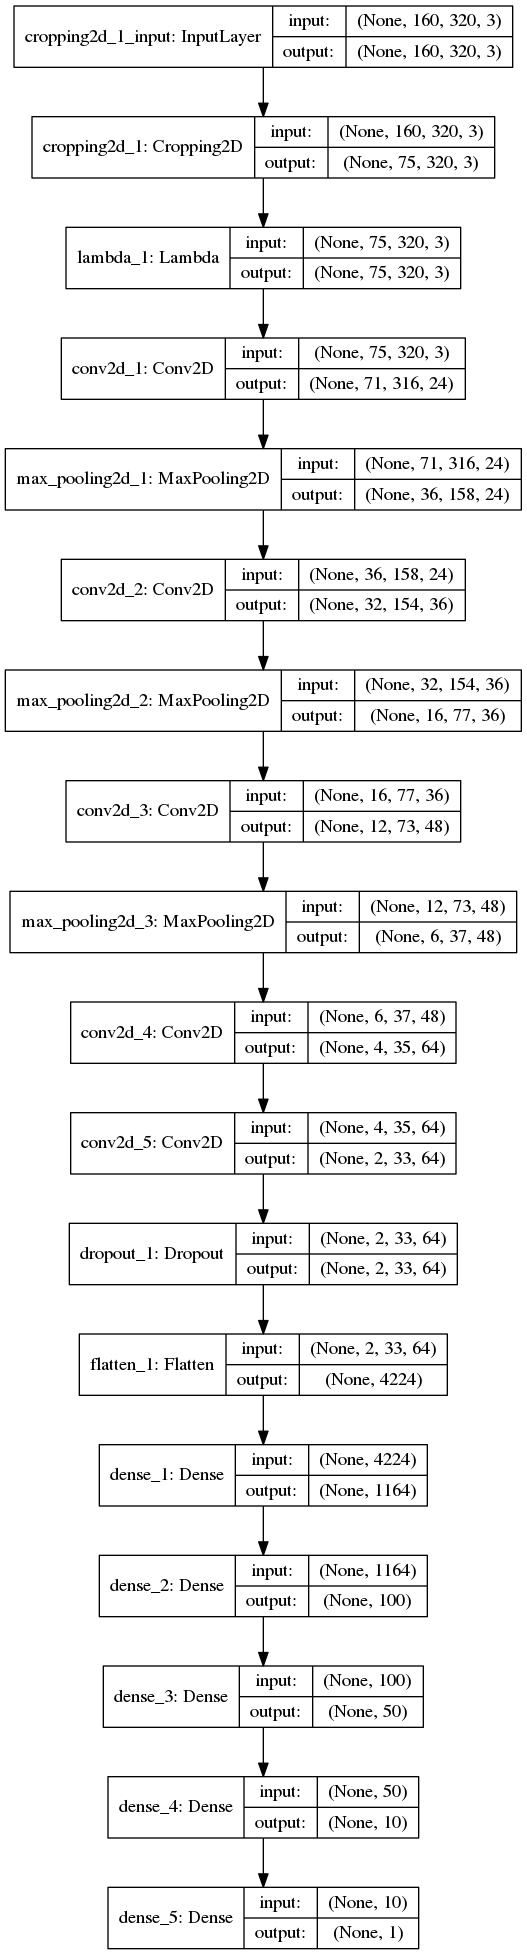 cropping2d_1_input: InputLayer
input:
(None, 160, 320, 3)
output:
(None, 160, 320, 3)
cropping2d_1: Cropping2D
input:
(None, 160, 320, 3)
output:
(None, 75, 320, 3)
lambda_1: Lambda
input:
(None, 75, 320, 3)
output:
(None, 75, 320, 3)
conv2d_1: Conv2D
input:
(None, 75, 320, 3)
output:
(None, 71, 316, 24)
max_pooling2d_1: MaxPooling2D
input:
(None, 71, 316, 24)
output:
(None, 36, 158, 24)
conv2d_2: Conv2D
input:
(None, 36, 158, 24)
output:
(None, 32, 154, 36)
max_pooling2d_2: MaxPooling2D
input:
(None, 32, 154, 36)
output:
(None, 16, 77, 36)
conv2d_3: Conv2D
input:
(None, 16, 77, 36)
output:
(None, 12, 73, 48)
max_pooling2d_3: MaxPooling2D
input:
(None, 12, 73, 48)
output:
(None, 6, 37, 48)
conv2d_4: Conv2D
input:
(None, 6, 37, 48)
output:
(None, 4, 35, 64)
conv2d_5: Conv2D
input:
(None, 4, 35, 64)
output:
(None, 2, 33, 64)
dropout_1: Dropout
input:
(None, 2, 33, 64)
output:
(None, 2, 33, 64)
flatten_1: Flatten
input:
(None, 2, 33, 64)
output:
(None, 4224)
dense_1: Dense
input:
(None, 4224)
output:
(None, 1164)
dense_2: Dense
input:
(None, 1164)
output:
(None, 100)
dense_3: Dense
input:
(None, 100)
output:
(None, 50)
dense_4: Dense
input:
(None, 50)
output:
(None, 10)
dense_5: Dense
input:
(None, 10)
output:
(None, 1)